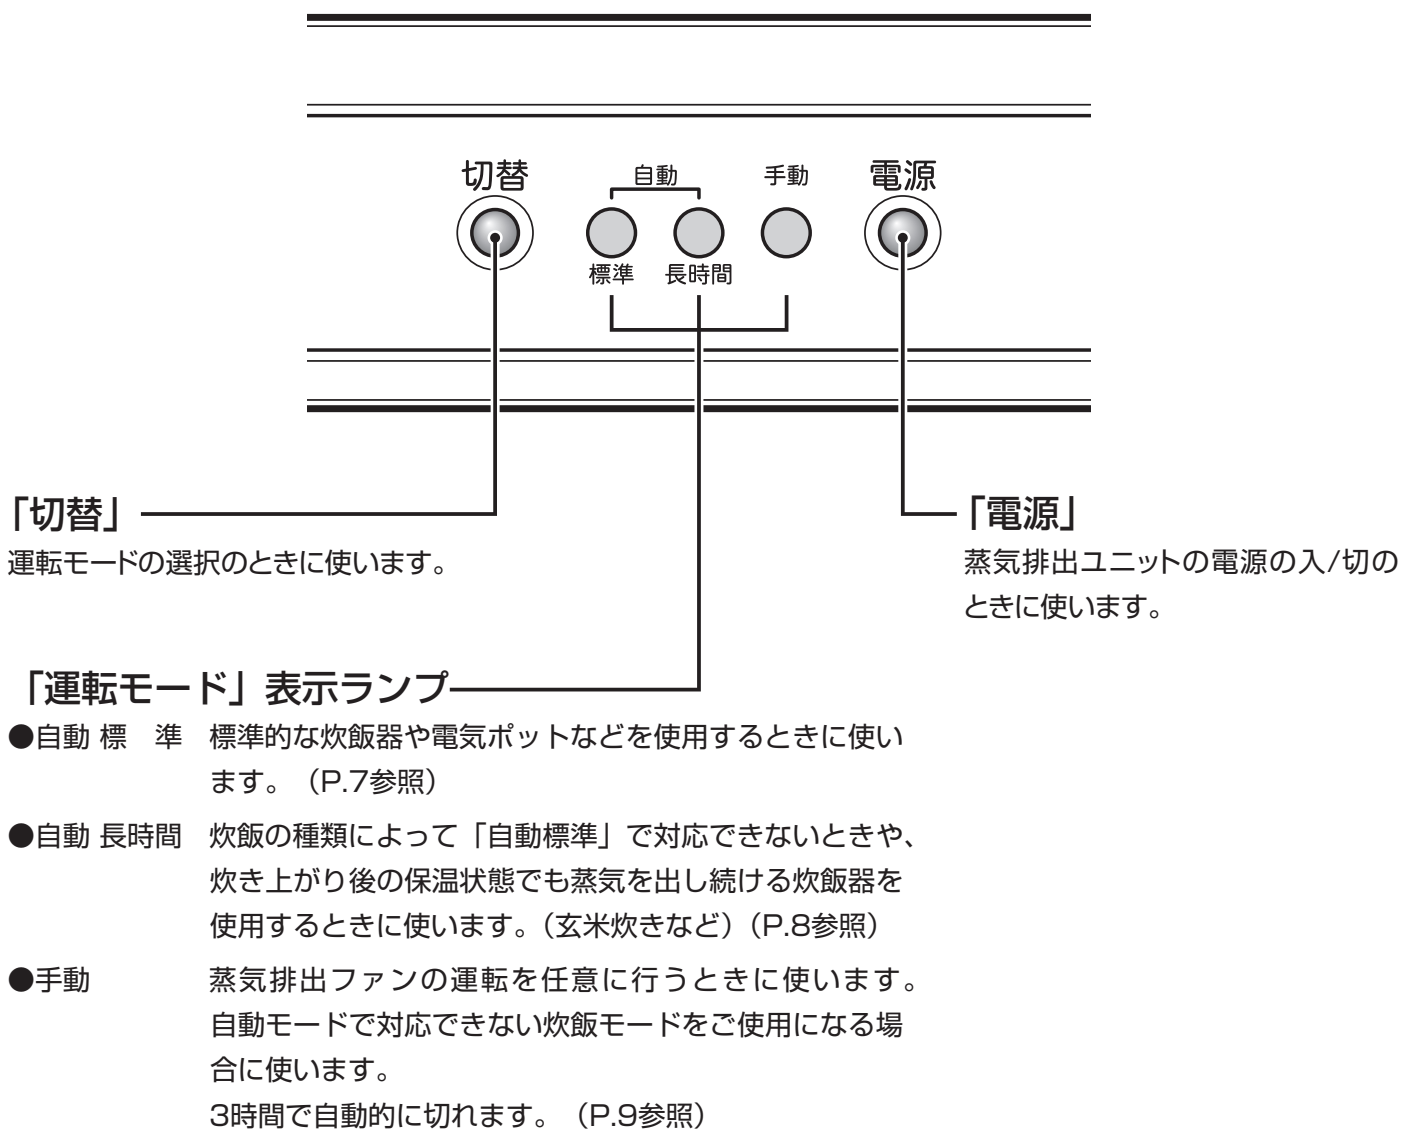 切替
自動
手動
電源
標準
長時間
「切替」
運転モードの選択のときに使います。
「電源」
蒸気排出ユニットの電源の入/切の
ときに使います。
「運転モード」表示ランプ
●自動 標　準　標準的な炊飯器や電気ポットなどを使用するときに使い
ます。（P.7参照）
●自動 長時間　炊飯の種類によって「自動標準」で対応できないときや、
炊き上がり後の保温状態でも蒸気を出し続ける炊飯器を
使用するときに使います。（玄米炊きなど）（P.8参照）
●手動　蒸気排出ファンの運転を任意に行うときに使います。
自動モードで対応できない炊飯モードをご使用になる場
合に使います。
3時間で自動的に切れます。（P.9参照）